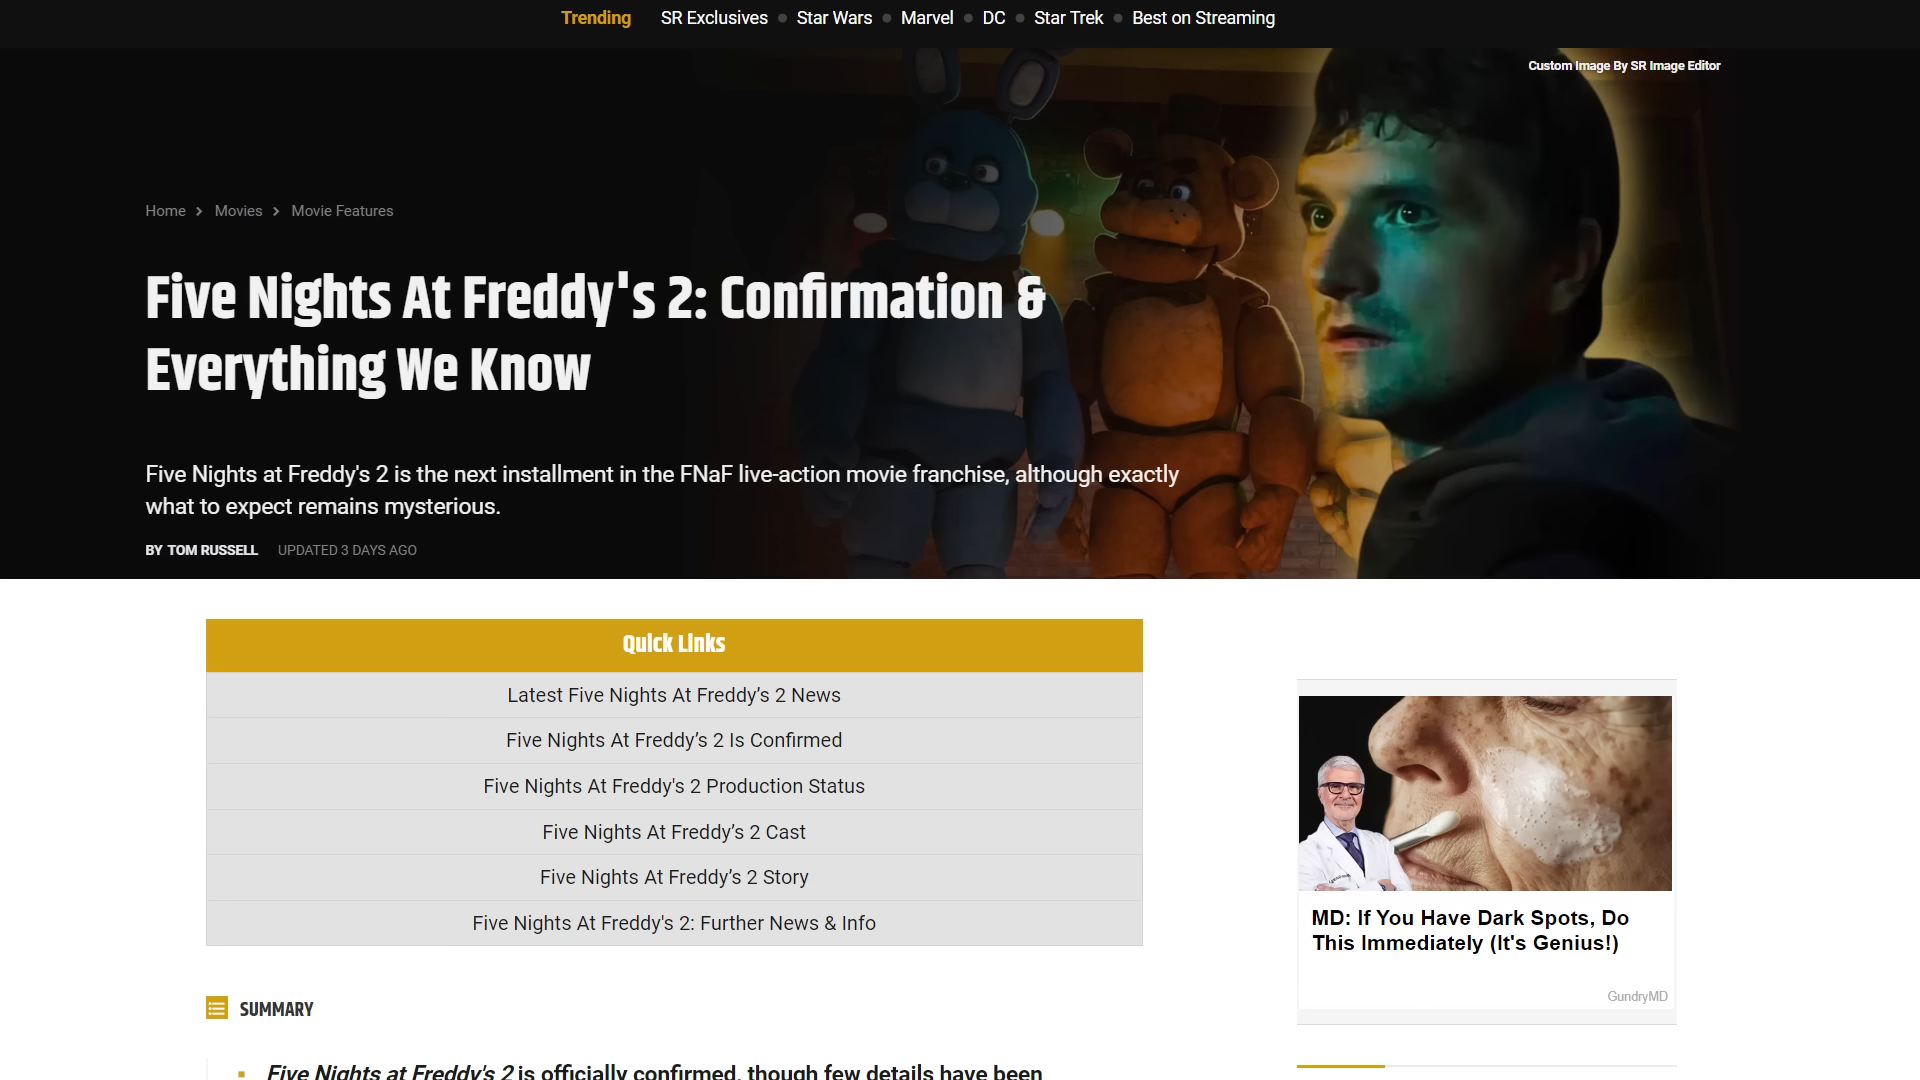 Trending SR Exclusives Star Wars Marvel DC Star Trek Best on Streaming
Custom Image By SR Image Editor
Home > Movies > Movie Features
Five Nights At Freddy's 2: Confirmation &
Everything We Know
Five Nights at Freddy's 2 is the next installment in the FNaF live-action movie franchise, although exactly
what to expect remains mysterious.
BY TOM RUSSELL UPDATED 3 DAYS AGO
Quick Links
Latest Five Nights At Freddy’s 2 News
Five Nights At Freddy’s 2 Is Confirmed
Five Nights At Freddy's 2 Production Status
Five Nights At Freddy’s 2 Cast
Five Nights At Freddy’s 2 Story
Five Nights At Freddy's 2: Further News & Info
MD: If You Have Dark Spots, Do
This Immediately (It's Genius!)
GundryMD
SUMMARY
Five Nights at Freddy's 2 is officially confirmed, though few details have been